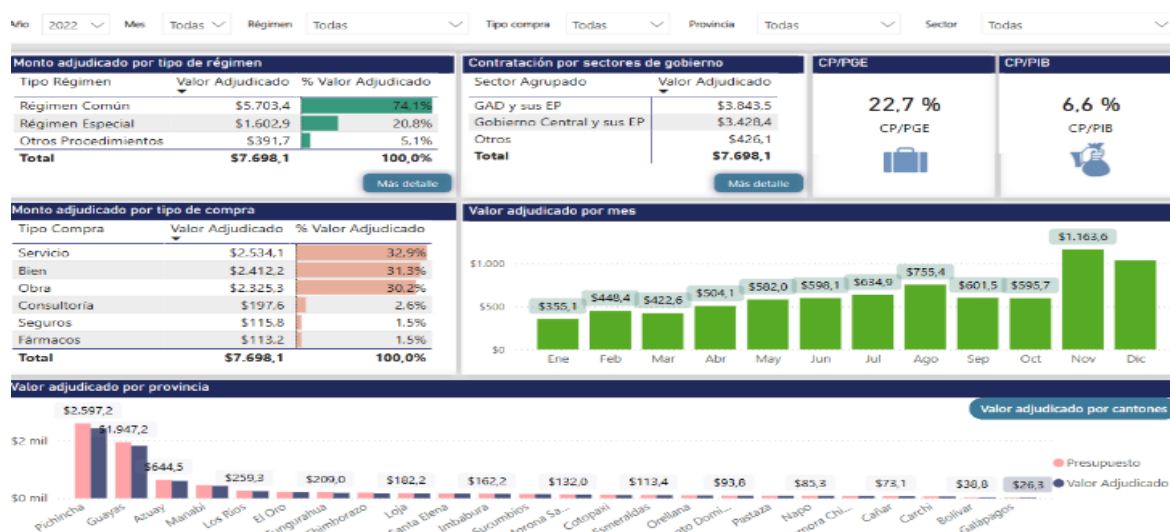 Año 2022 Mes Todas Régimen Todas Tipo compra Todas Provincia Todas Sector Todas
Monto adjudicado por tipo de régimen
Tipo Régimen Valor Adjudicado % Valor Adjudicado
Régimen Común $5.703,4 74.1%
Régimen Especial $1.602,9 20.8%
Otros Procedimientos $391,7 5,1%
Total $7.698,1 100,0%
Más detalle
Contratación por sectores de gobierno
Sector Agrupado Valor Adjudicado
GAD y sus EP $3.843,5
Gobierno Central y sus EP $3.428,4
Otros $426,1
Total $7.698,1
Más detalle
CP/PGE
22,7 %
CP/PGE
CP/PIB
6,6 %
CP/PIB
Monto adjudicado por tipo de compra
Tipo Compra Valor Adjudicado % Valor Adjudicado
Servicio $2.534,1 32.9%
Bien $2.412,2 31.3%
Obra $2.325,3 30.2%
Consultoría $197.6 2.6%
Seguros $115.8 1.5%
Fármacos $113.2 1.5%
Total $7.698,1 100,0%
Valor adjudicado por mes
$1.163,6
$1.000
$755,4
$355,1 $448,4 $422,6 $504,1 $582,0 $598,1 $634,9 $601,5 $595,7
$500
$0
Ene Feb Mar Abr May Jun Jul Ago Sep Oct Nov Dic
Valor adjudicado por provincia
Valor adjudicado por cantones
$2.597,2
$1.947,2
$2 mil
$644,5 $259,3 $209,0 $182,2 $162,2 $132,0 $113,4 $93,8 $85,3 $73,1 $38,8 $26,3
$0 mil
Presupuesto
Valor Adjudicado
Pichincha Guayas Azuay Manabí Los Ríos El Oro Tungurahua Chimborazo Loja Santa Elena Imbabura Sucumbíos Morona Sa... Cotopaxi Esmeraldas Orellana Pastaza Napo Cañar Carchi Bolívar Galápagos